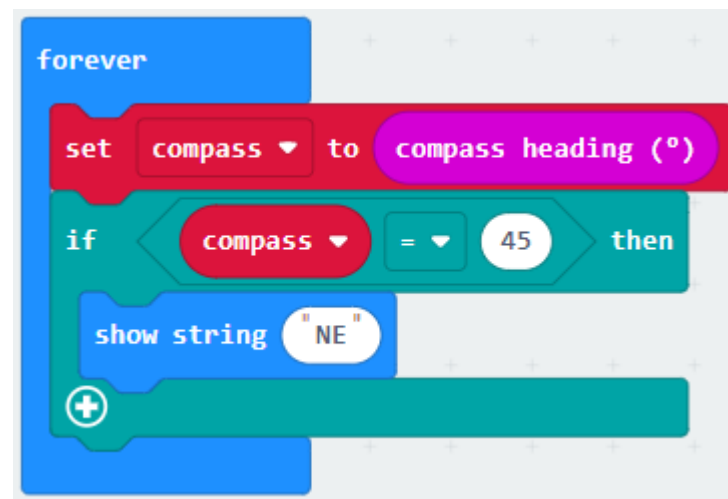 forever
set compass to compass heading (°)
if compass = 45 then
show string "NE"